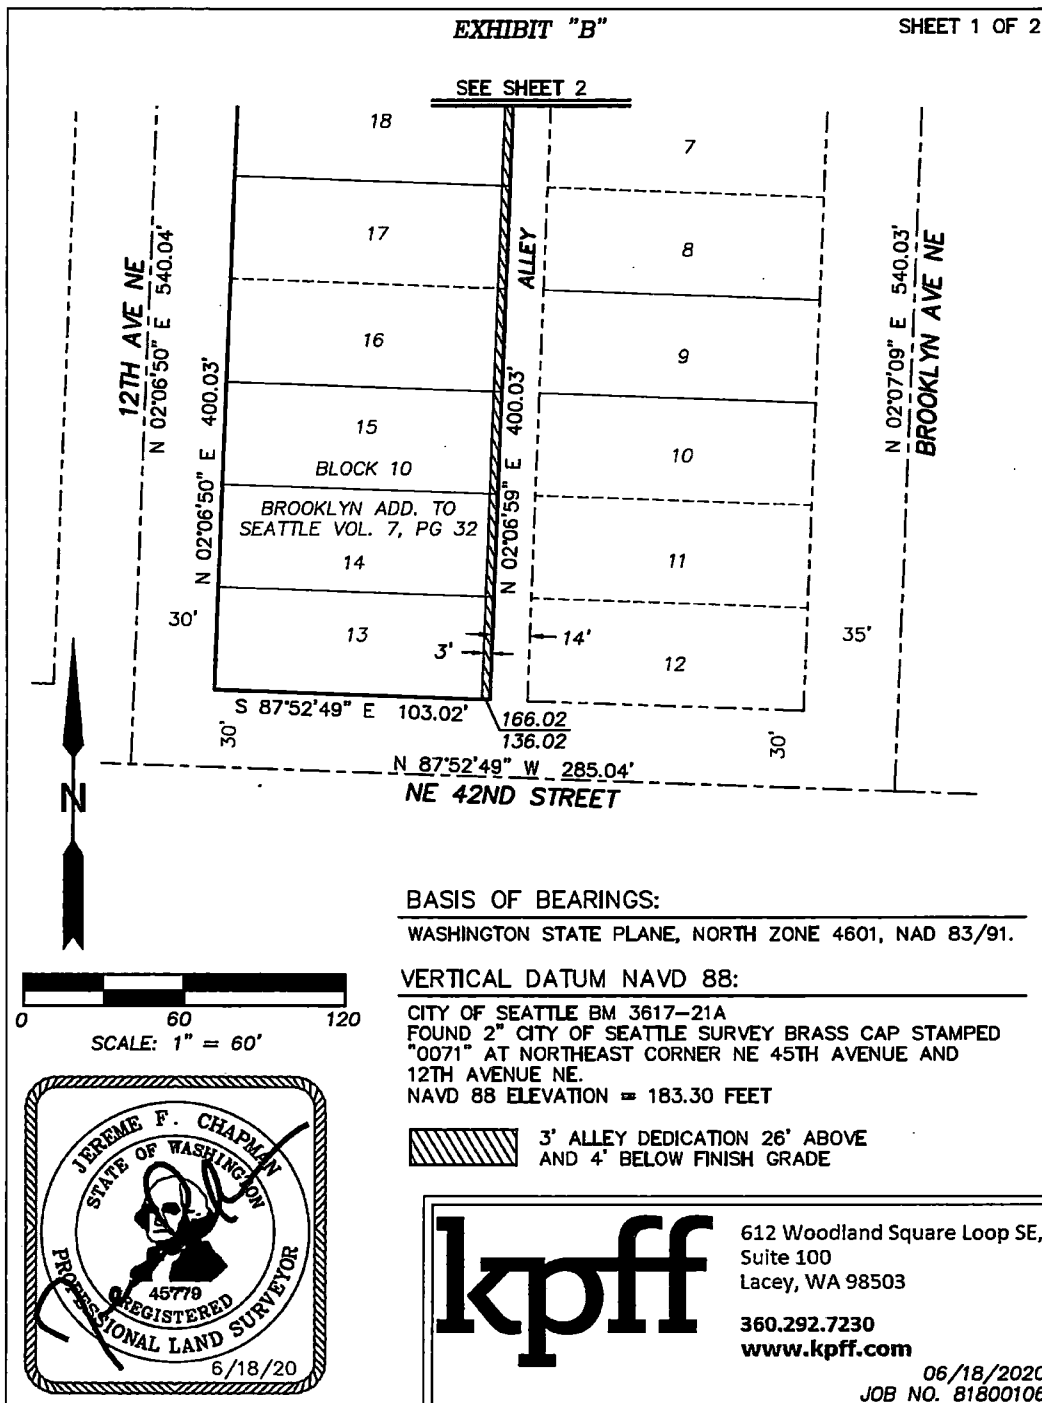 EXHIBIT "B"
SHEET 1 OF 2
SEE SHEET 2
18
17
16
15
BLOCK 10
BROOKLYN ADD. TO
SEATTLE VOL. 7, PG 32
14
13
7
8
9
10
11
12
12TH AVE NE
N 02°06'50" E 540.04'
N 02°06'50" E 400.03'
ALLEY
N 02°06'59" E 400.03'
N 02°07'09" E 540.03'
BROOKLYN AVE NE
30'
3'
14'
35'
S 87°52'49" E 103.02'
166.02
136.02
30'
30'
N 87°52'49" W 285.04'
NE 42ND STREET
N
0 60 120
SCALE: 1" = 60'
BASIS OF BEARINGS:
WASHINGTON STATE PLANE, NORTH ZONE 4601, NAD 83/91.
VERTICAL DATUM NAVD 88:
CITY OF SEATTLE BM 3617-21A
FOUND 2" CITY OF SEATTLE SURVEY BRASS CAP STAMPED
"0071" AT NORTHEAST CORNER NE 45TH AVENUE AND
12TH AVENUE NE.
NAVD 88 ELEVATION = 183.30 FEET
3' ALLEY DEDICATION 26' ABOVE
AND 4' BELOW FINISH GRADE
JEREME F. CHAPMAN
STATE OF WASHINGTON
45779
REGISTERED
PROFESSIONAL LAND SURVEYOR
6/18/20
kpff
612 Woodland Square Loop SE,
Suite 100
Lacey, WA 98503
360.292.7230
www.kpff.com
06/18/2020
JOB NO. 81800106